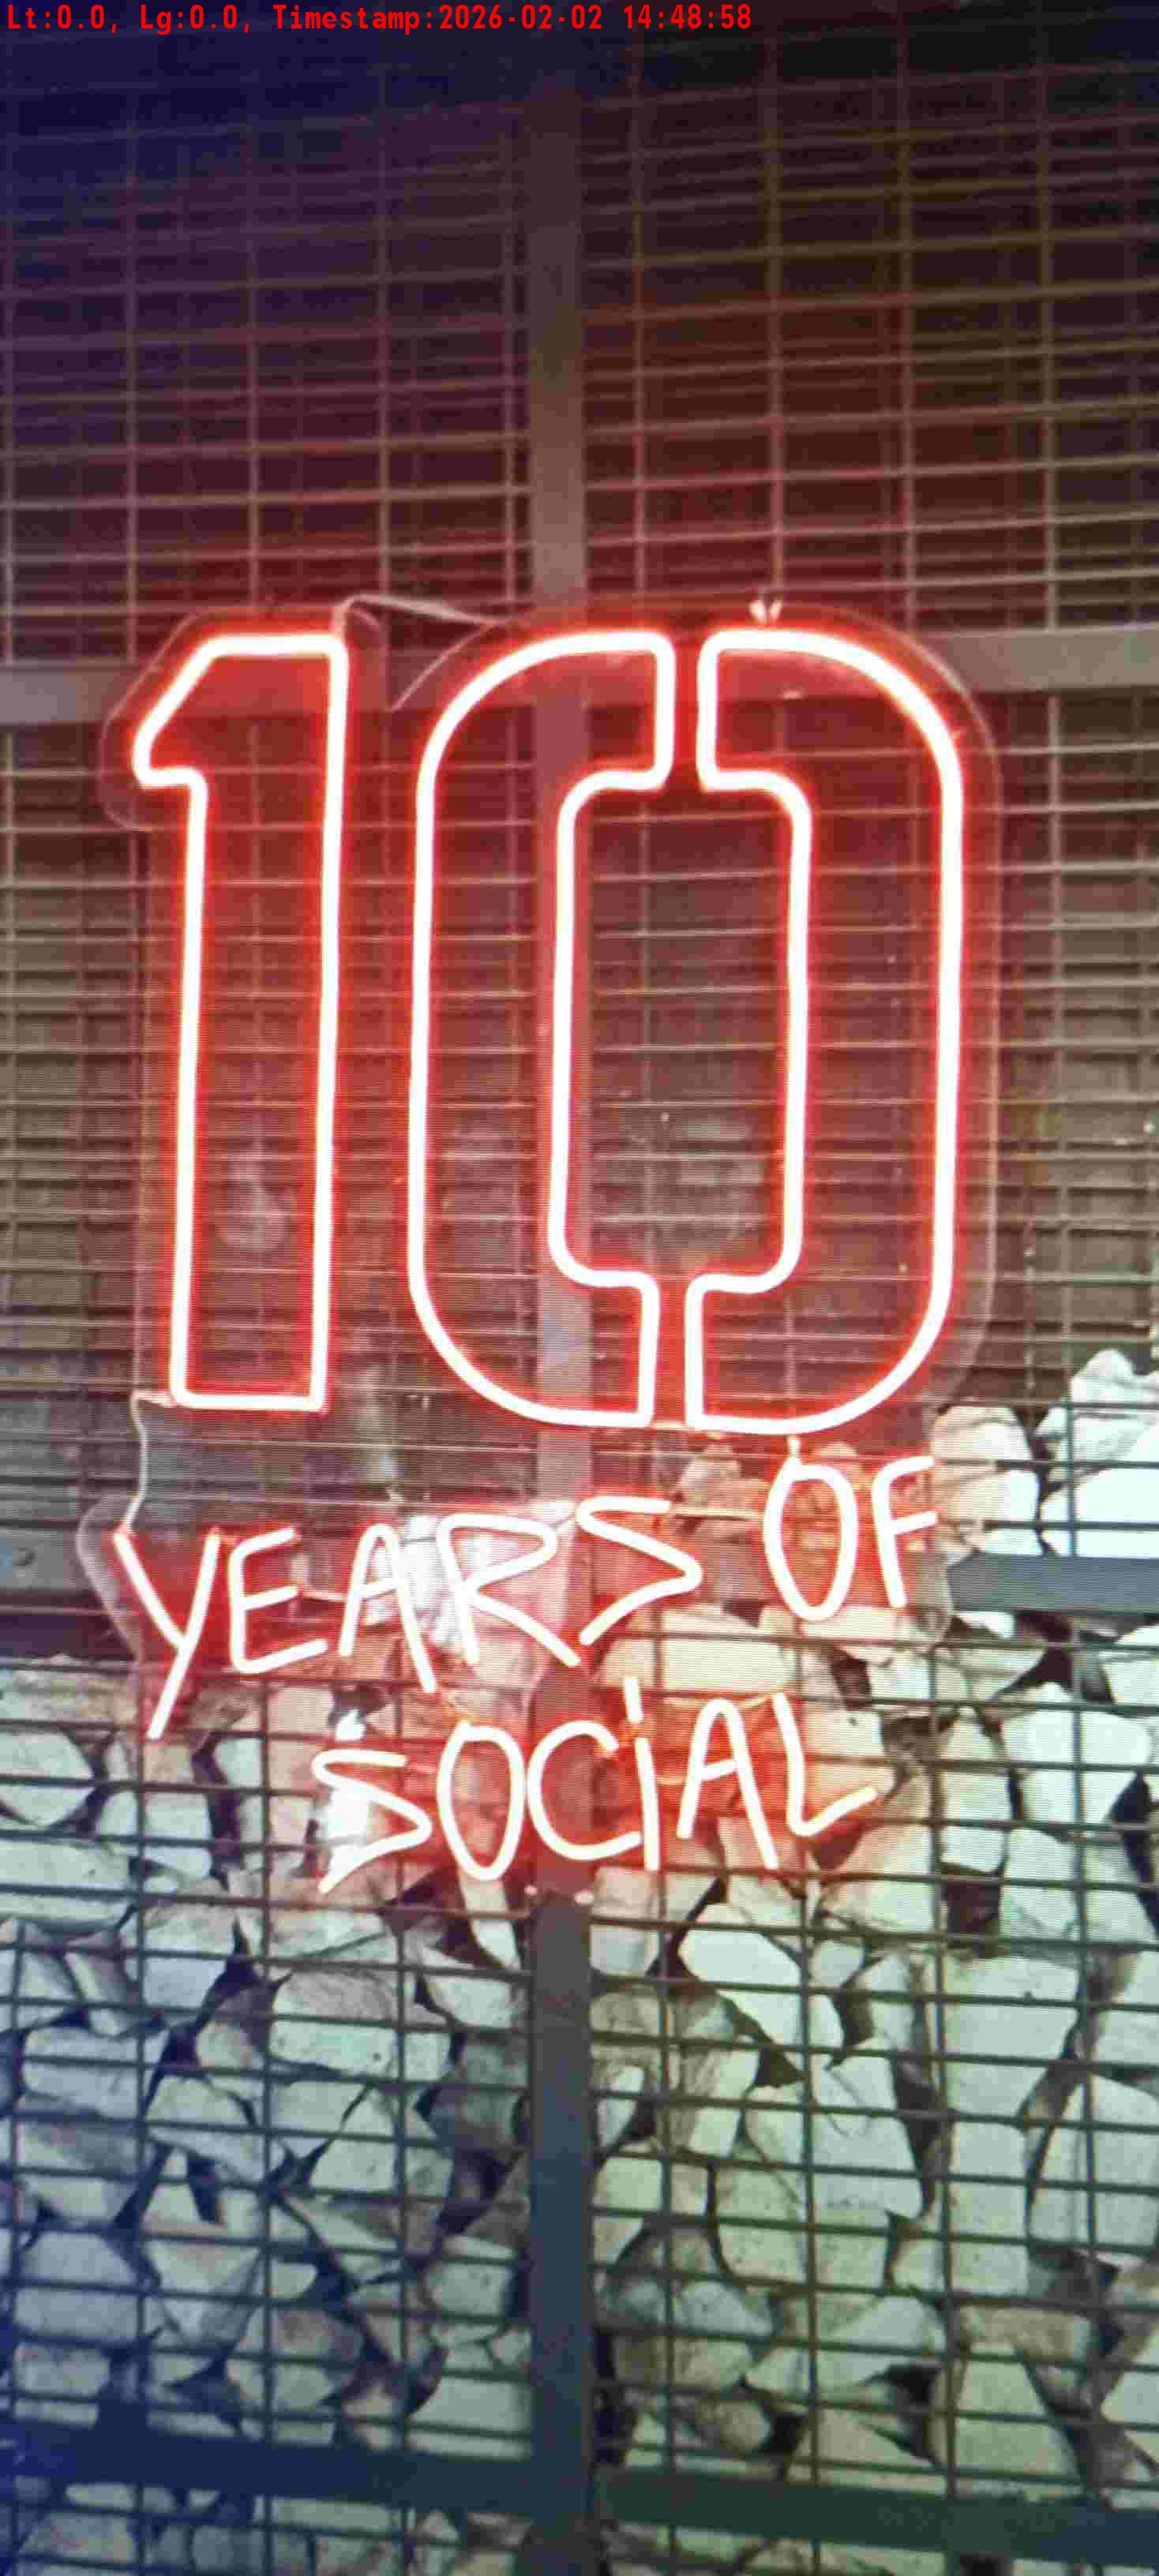 Lt:0.0, Lg:0.0, Timestamp:2026-02-02 14:48:58
10
YEARS OF
SOCiAL